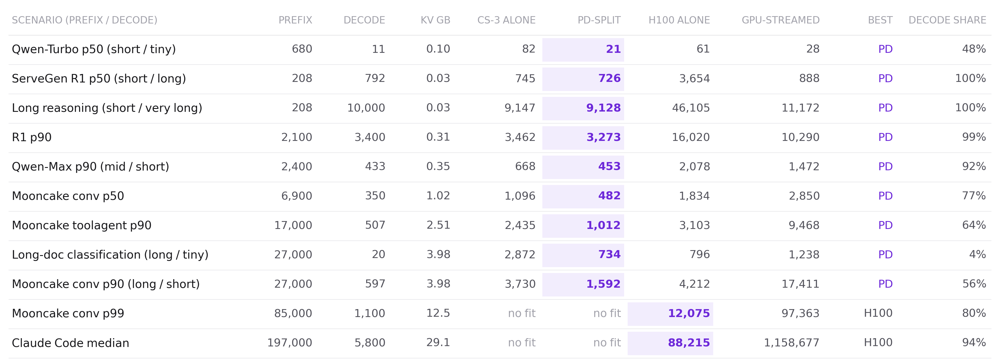 SCENARIO (PREFIX / DECODE) PREFIX DECODE KV GB CS-3 ALONE PD-SPLIT H100 ALONE GPU-STREAMED BEST DECODE SHARE
Qwen-Turbo p50 (short / tiny) 680 11 0.10 82 21 61 28 PD 48%
ServeGen R1 p50 (short / long) 208 792 0.03 745 726 3,654 888 PD 100%
Long reasoning (short / very long) 208 10,000 0.03 9,147 9,128 46,105 11,172 PD 100%
R1 p90 2,100 3,400 0.31 3,462 3,273 16,020 10,290 PD 99%
Qwen-Max p90 (mid / short) 2,400 433 0.35 668 453 2,078 1,472 PD 92%
Mooncake conv p50 6,900 350 1.02 1,096 482 1,834 2,850 PD 77%
Mooncake toolagent p90 17,000 507 2.51 2,435 1,012 3,103 9,468 PD 64%
Long-doc classification (long / tiny) 27,000 20 3.98 2,872 734 796 1,238 PD 4%
Mooncake conv p90 (long / short) 27,000 597 3.98 3,730 1,592 4,212 17,411 PD 56%
Mooncake conv p99 85,000 1,100 12.5 no fit no fit 12,075 97,363 H100 80%
Claude Code median 197,000 5,800 29.1 no fit no fit 88,215 1,158,677 H100 94%